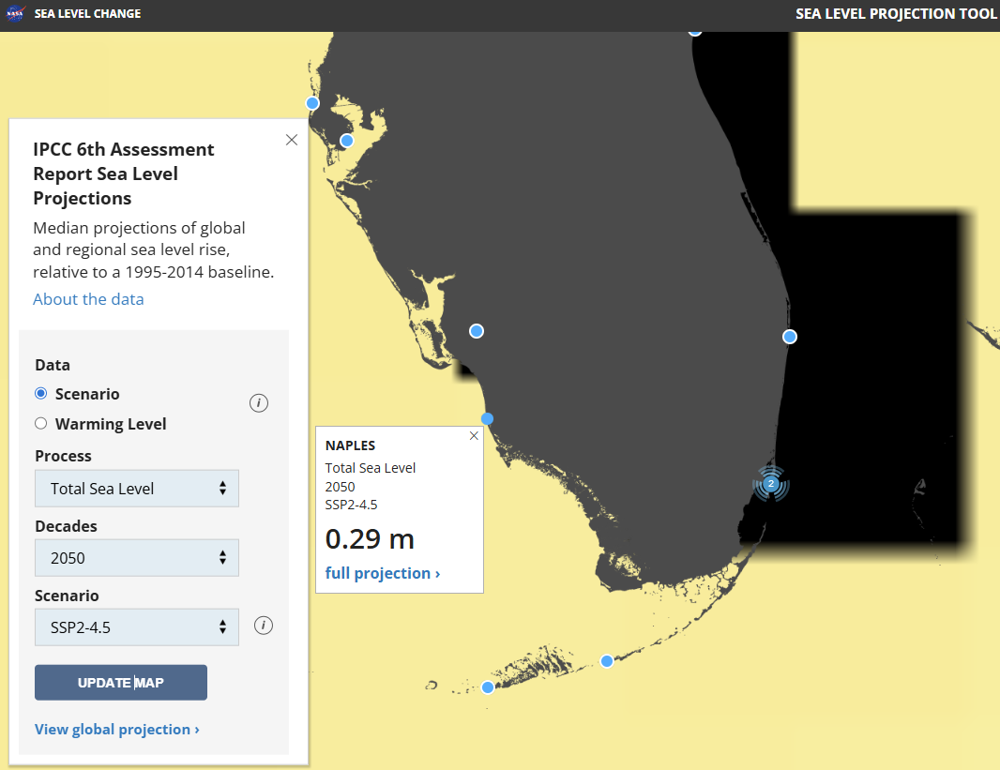 NASA
SEA LEVEL CHANGE
SEA LEVEL PROJECTION TOOL
IPCC 6th Assessment
Report Sea Level
Projections
Median projections of global
and regional sea level rise,
relative to a 1995-2014 baseline.
About the data
Data
Scenario
i
Warming Level
Process
Total Sea Level
Decades
2050
Scenario
SSP2-4.5
i
UPDATE MAP
View global projection ›
NAPLES
Total Sea Level
2050
SSP2-4.5
0.29 m
full projection ›
2